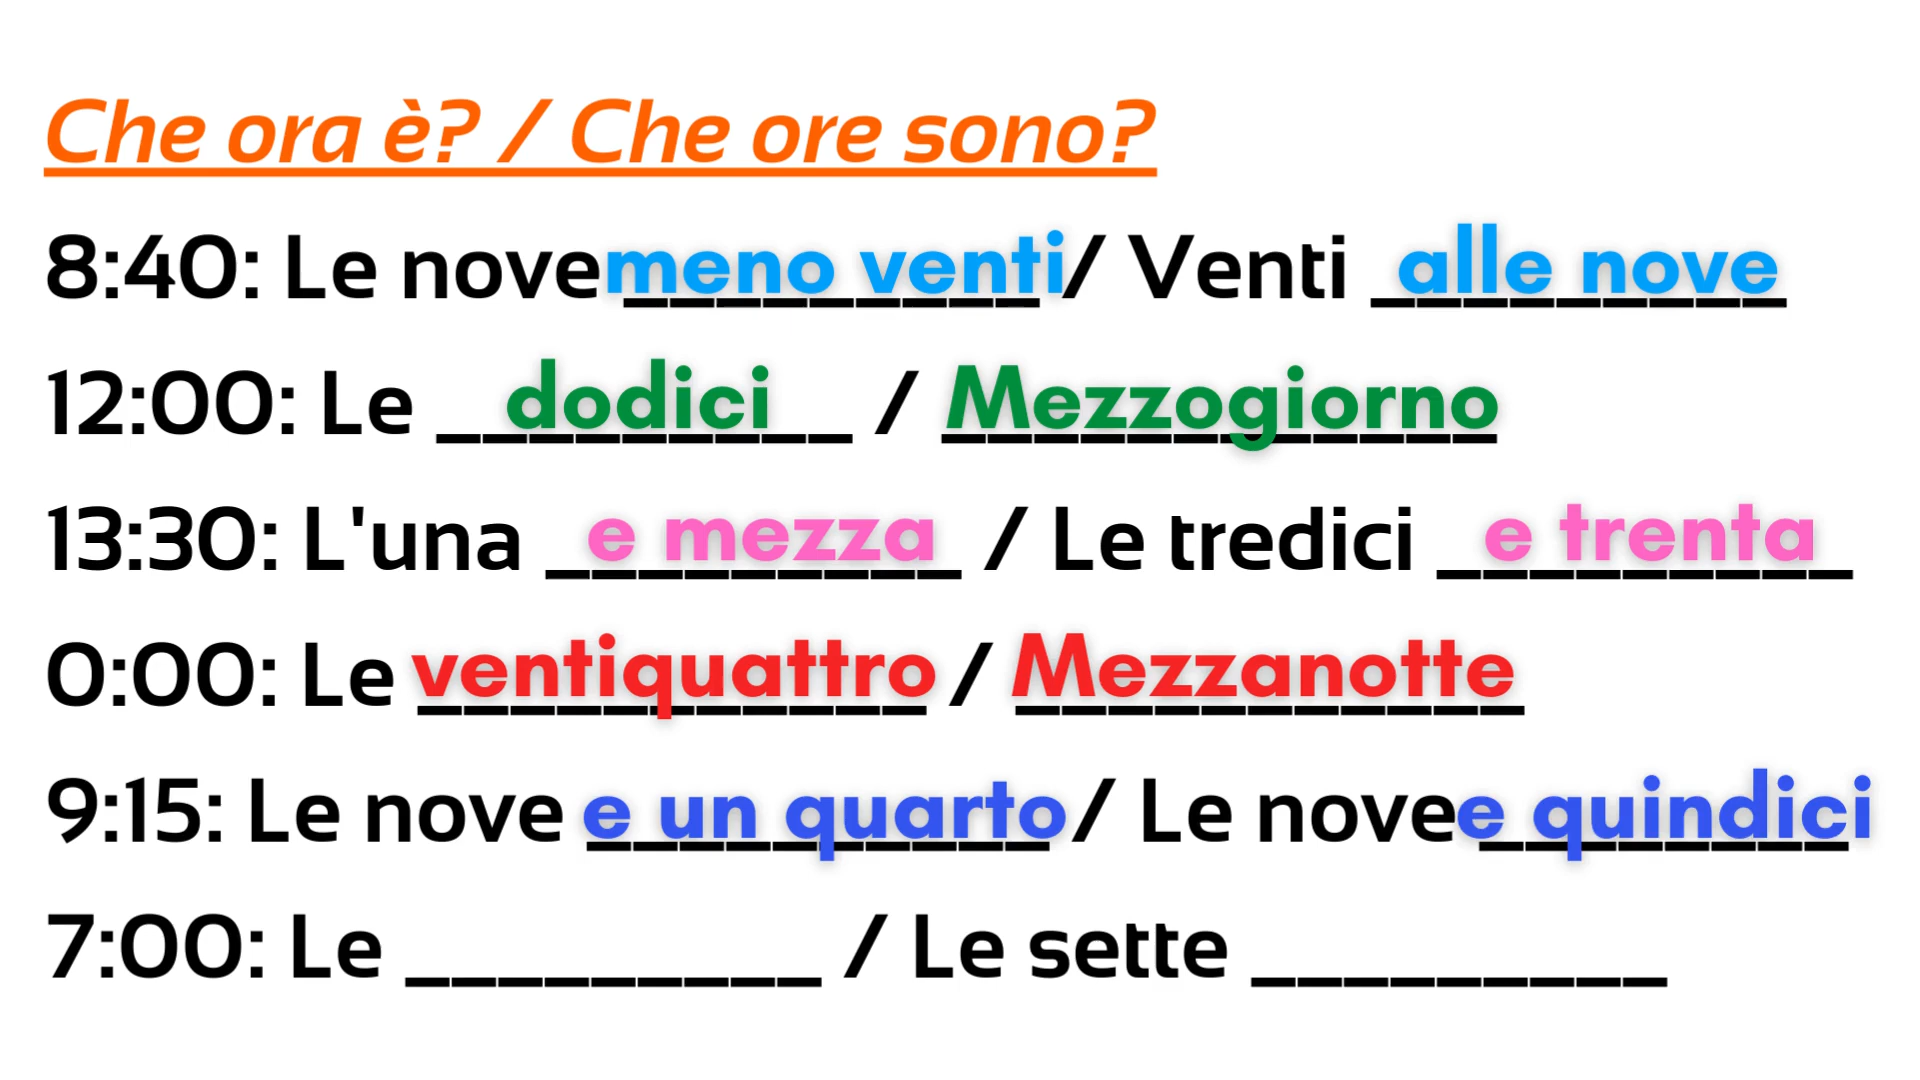 Che ora è? / Che ore sono?
8:40: Le nove meno venti / Venti alle nove
12:00: Le dodici / Mezzogiorno
13:30: L'una e mezza / Le tredici e trenta
0:00: Le ventiquattro / Mezzanotte
9:15: Le nove e un quarto / Le nove e quindici
7:00: Le _________ / Le sette _________